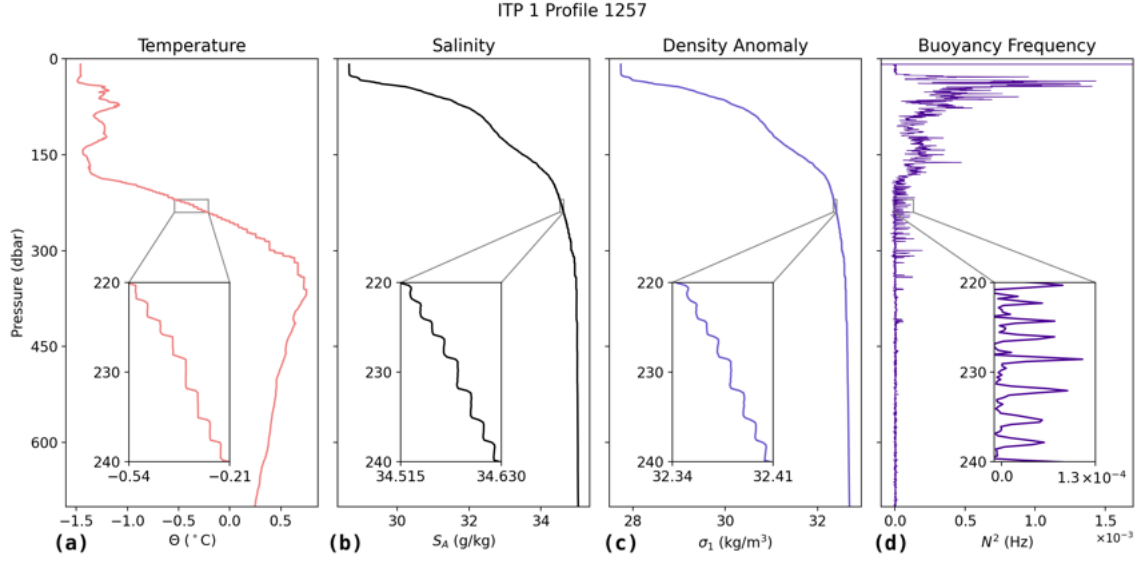 ITP 1 Profile 1257
Temperature
Salinity
Density Anomaly
Buoyancy Frequency
0
150
300
450
600
Pressure (dbar)
220
230
240
−0.54
−0.21
220
230
240
34.515
34.630
220
230
240
32.34
32.41
220
230
240
0.0
1.3×10⁻⁴
−1.5
−1.0
−0.5
0.0
0.5
30
32
34
28
30
32
0.0
0.5
1.0
1.5
×10⁻³
(a)
Θ (°C)
(b)
S_A (g/kg)
(c)
σ₁ (kg/m³)
(d)
N² (Hz)